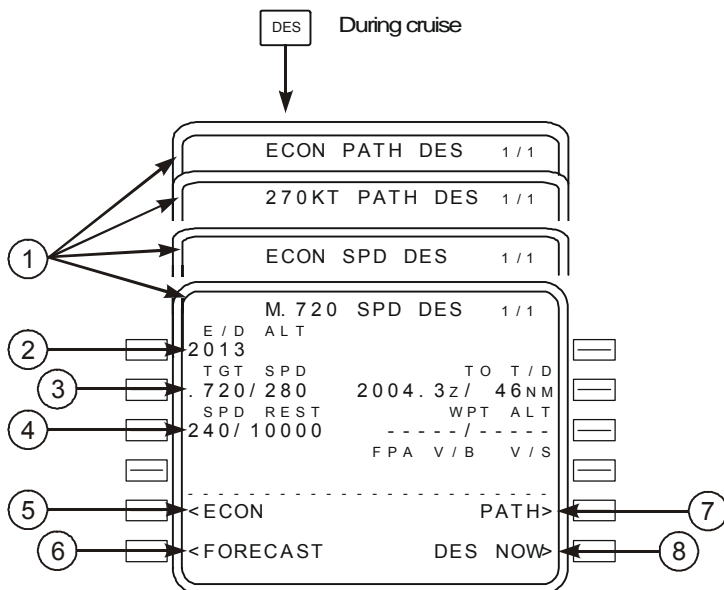 DES During cruise
ECON PATH DES 1/1
270KT PATH DES 1/1
ECON SPD DES 1/1
1
M.720 SPD DES 1/1
E/D ALT
2 2013
TGT SPD TO T/D
3 .720/280 2004.3Z/ 46NM
SPD REST WPT ALT
4 240/10000 -----/-----
FPA V/B V/S
--------------------------
5 <ECON PATH> 7
6 <FORECAST DES NOW> 8